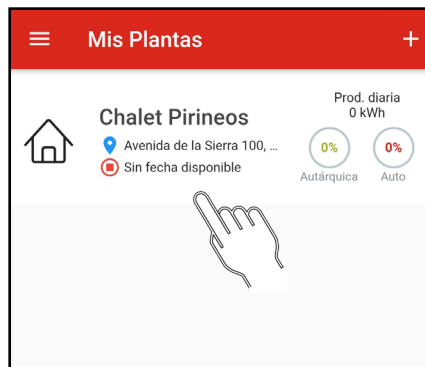 Mis Plantas
Chalet Pirineos
Avenida de la Sierra 100, ...
Sin fecha disponible
Prod. diaria
0 kWh
0%
0%
Autárquica
Auto